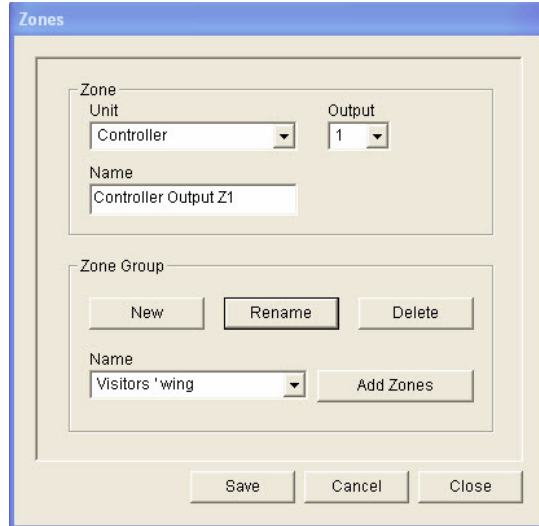 Zones
Zone
Unit Output
Controller 1
Name
Controller Output Z1
Zone Group
New Rename Delete
Name
Visitors ' wing Add Zones
Save Cancel Close